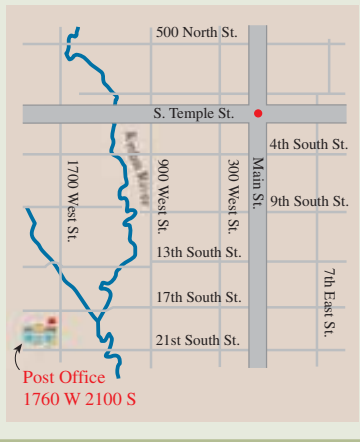 500 North St.
S. Temple St.
4th South St.
1700 West St.
900 West St.
300 West St.
Main St.
9th South St.
13th South St.
7th East St.
17th South St.
21st South St.
Post Office
1760 W 2100 S